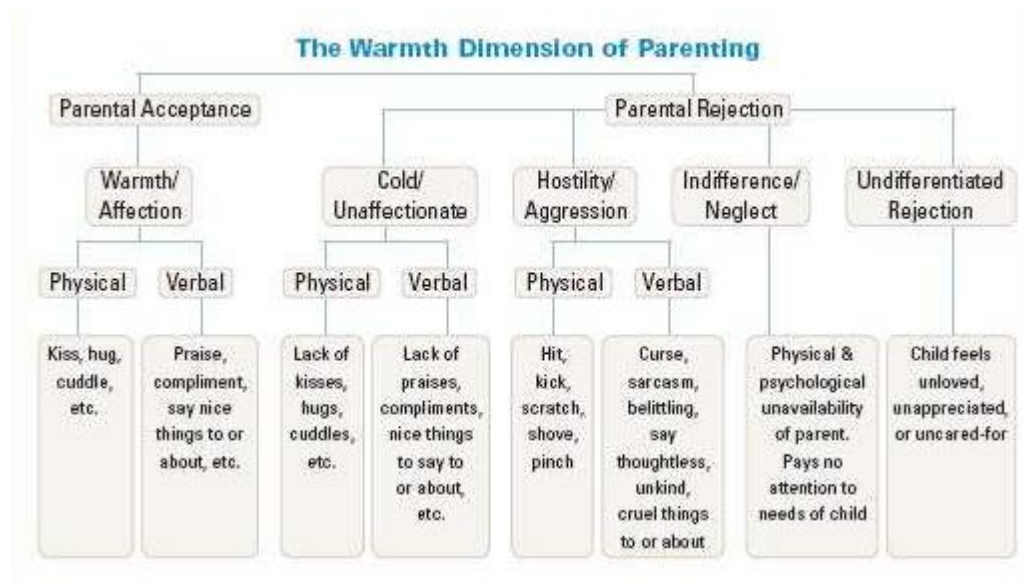 The Warmth Dimension of Parenting
Parental Acceptance
Parental Rejection
Warmth/
Affection
Cold/
Unaffectionate
Hostility/
Aggression
Indifference/
Neglect
Undifferentiated
Rejection
Physical
Verbal
Physical
Verbal
Physical
Verbal
Kiss, hug,
cuddle,
etc.
Praise,
compliment,
say nice
things to or
about, etc.
Lack of
kisses,
hugs,
cuddles,
etc.
Lack of
praises,
compliments,
nice things
to say to
or about,
etc.
Hit,
kick,
scratch,
shove,
pinch
Curse,
sarcasm,
belittling,
say
thoughtless,
unkind,
cruel things
to or about
Physical &
psychological
unavailability
of parent.
Pays no
attention to
needs of child
Child feels
unloved,
unappreciated,
or uncared-for